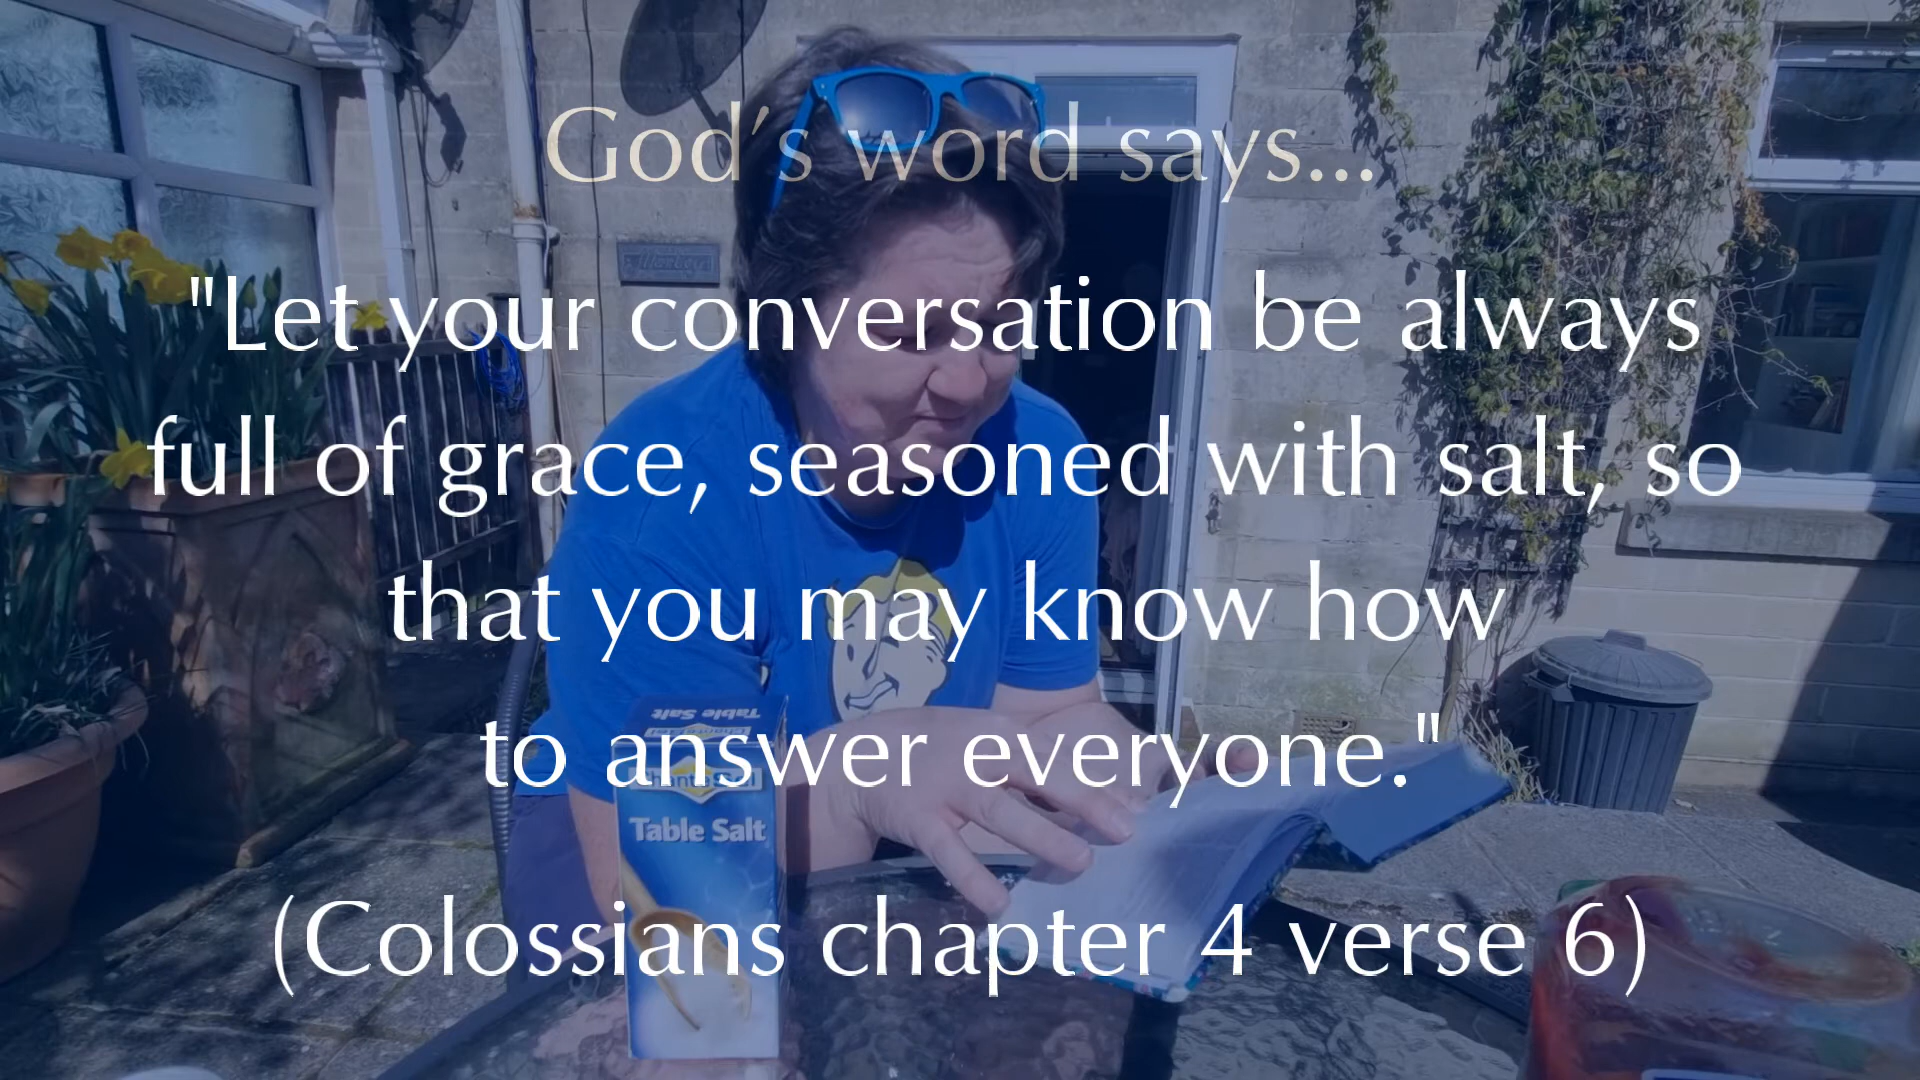 God's word says...
"Let your conversation be always
full of grace, seasoned with salt, so
that you may know how
to answer everyone."
(Colossians chapter 4 verse 6)
Table Salt
Table Salt